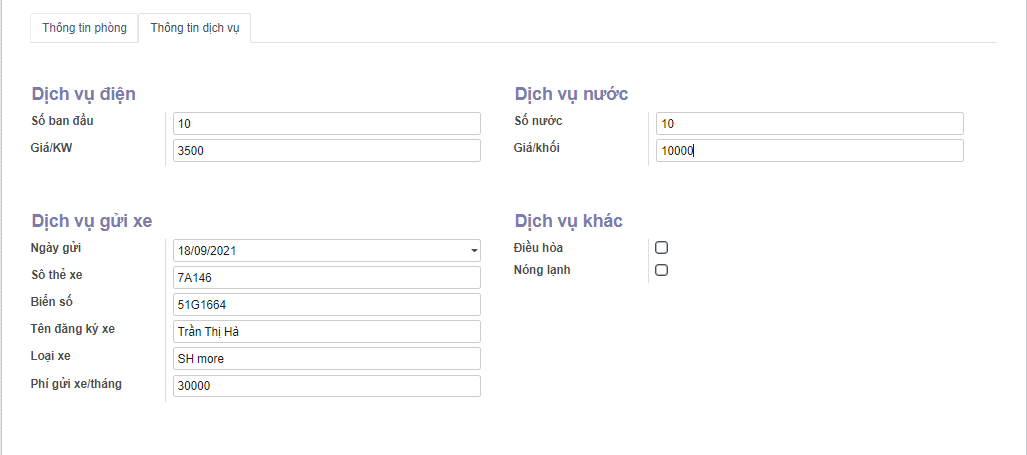 Thông tin phòng
Thông tin dịch vụ
Dịch vụ điện
Số ban đầu 10
Giá/KW 3500
Dịch vụ nước
Số nước 10
Giá/khối 10000
Dịch vụ gửi xe
Ngày gửi 18/09/2021
Sô thẻ xe 7A146
Biển số 51G1664
Tên đăng ký xe Trần Thị Hà
Loại xe SH more
Phí gửi xe/tháng 30000
Dịch vụ khác
Điều hòa
Nóng lạnh